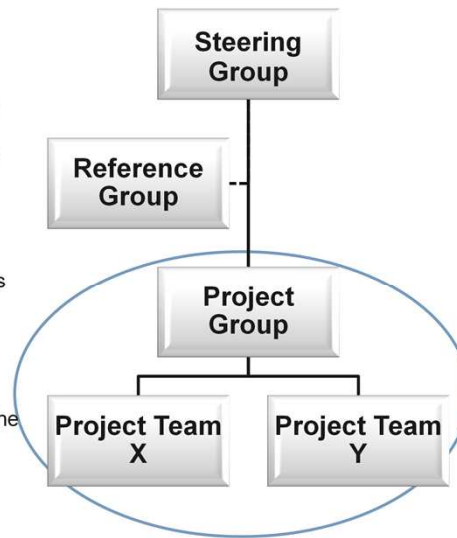 Steering
Group
Reference
Group
Project
Group
Project Team
X
Project Team
Y